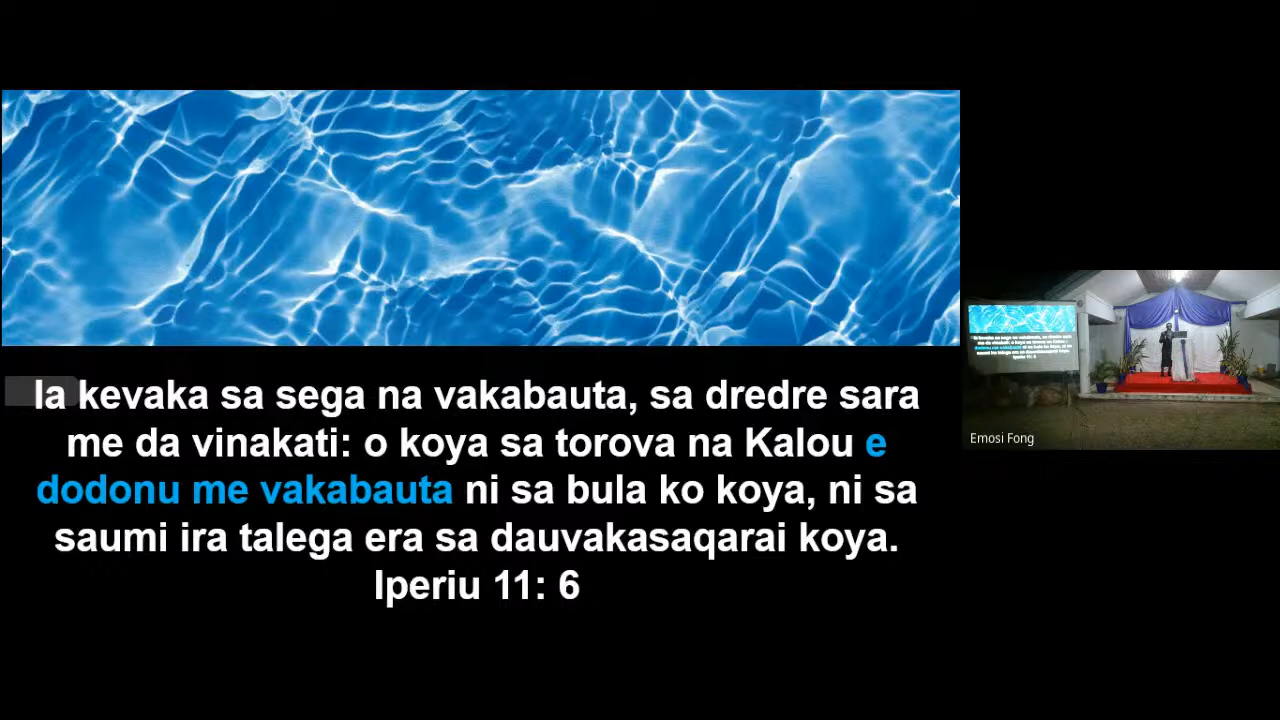 Ia kevaka sa sega na vakabauta, sa dredre sara
me da vinakati: o koya sa torova na Kalou e
dodonu me vakabauta ni sa bula ko koya, ni sa
saumi ira talega era sa dauvakasaqarai koya.
Iperiu 11: 6
Emosi Fong